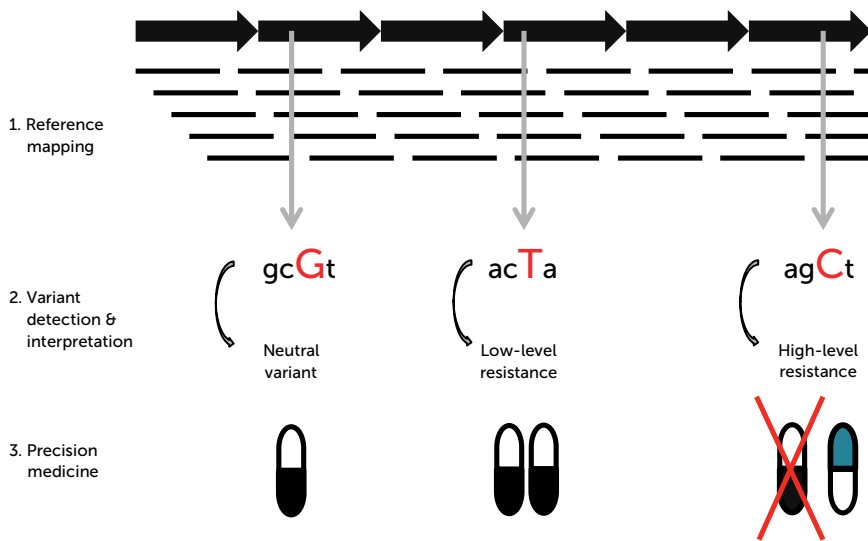 1. Reference
mapping
gcGt
acTa
agCt
2. Variant
detection &
interpretation
Neutral
variant
Low-level
resistance
High-level
resistance
3. Precision
medicine